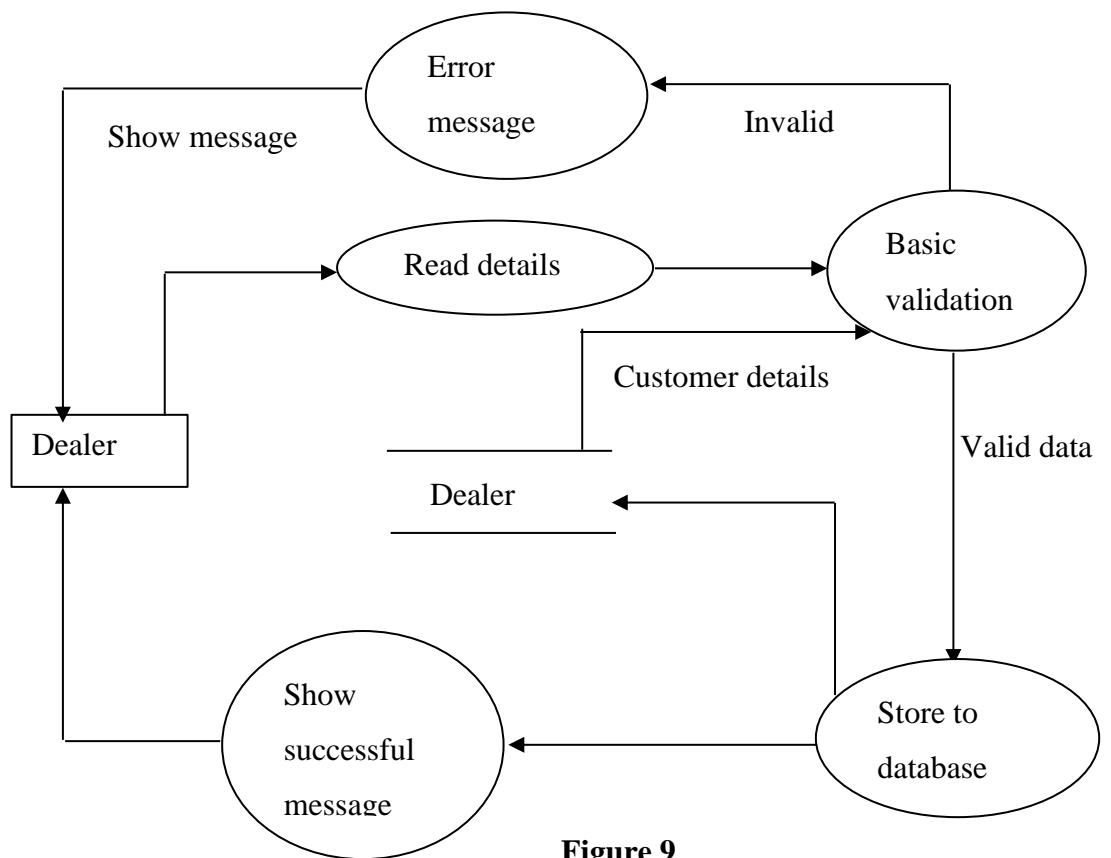 Error
message
Show message
Invalid
Read details
Basic
validation
Customer details
Dealer
Valid data
Dealer
Show
successful
message
Store to
database
Figure 9